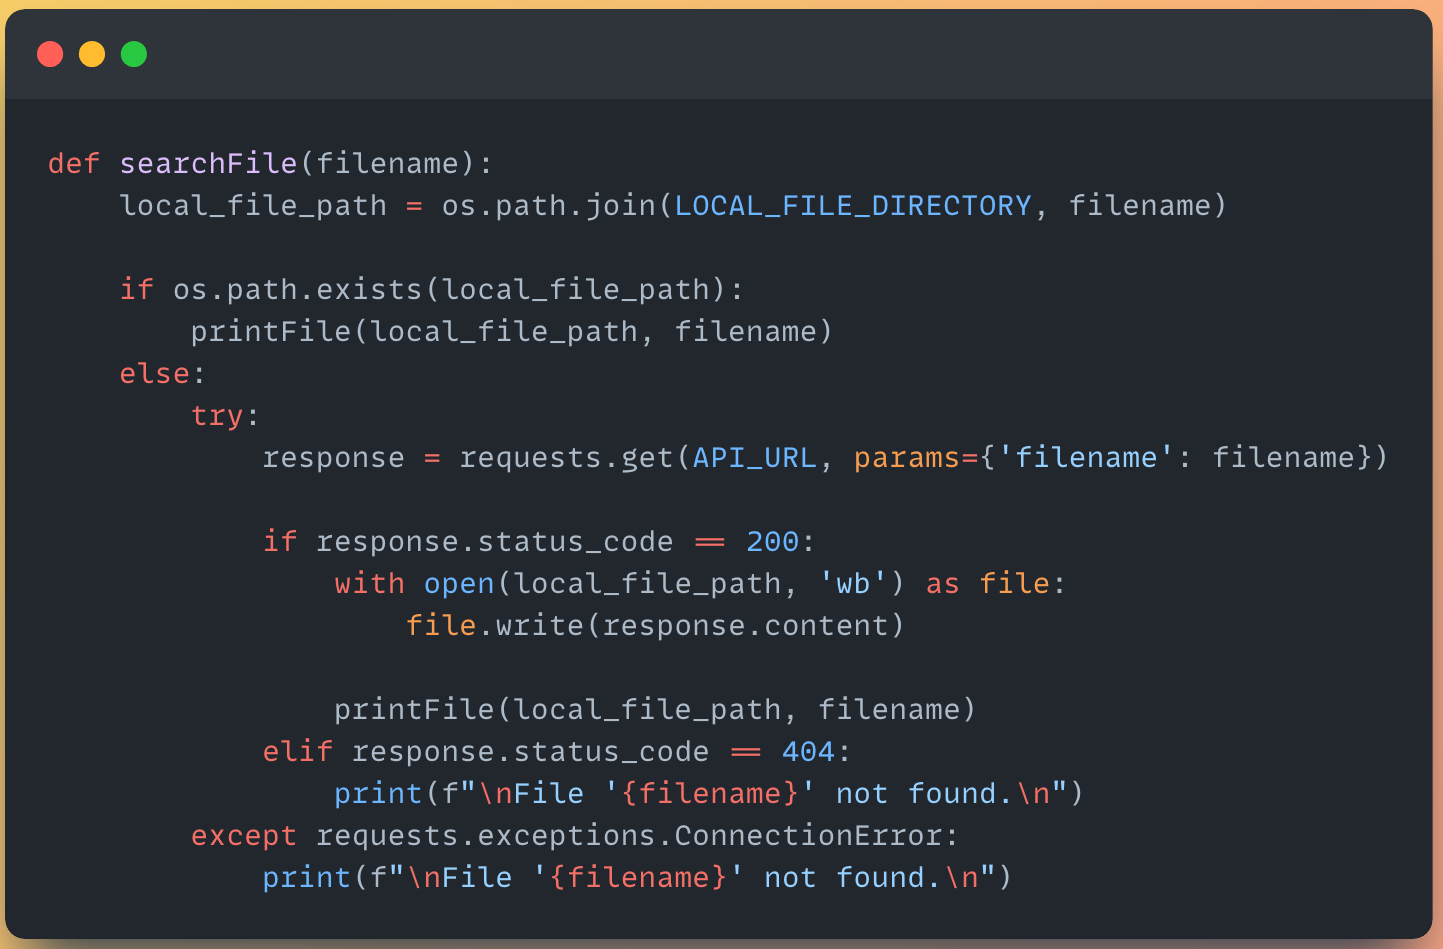 def searchFile(filename):
    local_file_path = os.path.join(LOCAL_FILE_DIRECTORY, filename)

    if os.path.exists(local_file_path):
        printFile(local_file_path, filename)
    else:
        try:
            response = requests.get(API_URL, params={'filename': filename})

            if response.status_code == 200:
                with open(local_file_path, 'wb') as file:
                    file.write(response.content)

                printFile(local_file_path, filename)
            elif response.status_code == 404:
                print(f"\nFile '{filename}' not found.\n")
        except requests.exceptions.ConnectionError:
            print(f"\nFile '{filename}' not found.\n")